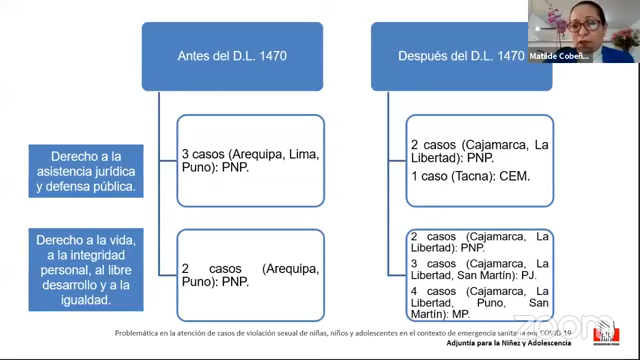 Antes del D.L. 1470
Después del D.L. 1470
Matilde Cobeñ...
Derecho a la
asistencia jurídica
y defensa pública.
3 casos (Arequipa, Lima,
Puno): PNP.
2 casos (Cajamarca, La
Libertad): PNP.
1 caso (Tacna): CEM.
Derecho a la vida,
a la integridad
personal, al libre
desarrollo y a la
igualdad.
2 casos (Arequipa,
Puno): PNP.
2 casos (Cajamarca, La
Libertad): PNP.
3 casos (Cajamarca, La
Libertad, San Martín): PJ.
4 casos (Cajamarca, La
Libertad, Puno, San
Martín): MP.
zoom
Problemática en la atención de casos de violación sexual de niñas, niños y adolescentes en el contexto de emergencia sanitaria por COVID-19
Adjuntía para la Niñez y Adolescencia